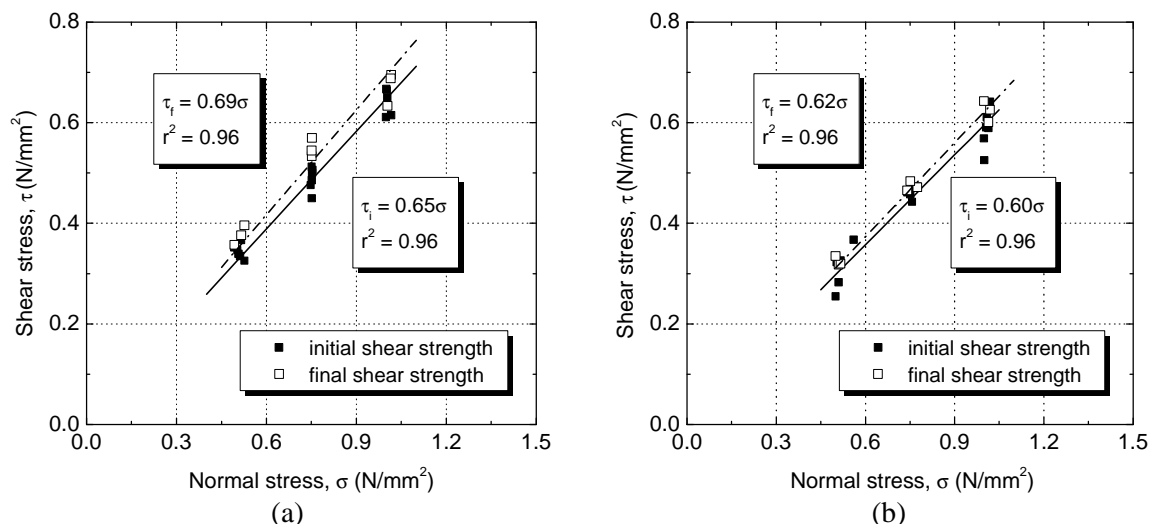 0.8
0.6
0.4
0.2
0.0
0.0 0.3 0.6 0.9 1.2 1.5
Shear stress, τ (N/mm²)
Normal stress, σ (N/mm²)
τf = 0.69σ
r² = 0.96
τi = 0.65σ
r² = 0.96
initial shear strength
final shear strength
(a)
0.8
0.6
0.4
0.2
0.0
0.0 0.3 0.6 0.9 1.2 1.5
Shear stress, τ (N/mm²)
Normal stress, σ (N/mm²)
τf = 0.62σ
r² = 0.96
τi = 0.60σ
r² = 0.96
initial shear strength
final shear strength
(b)